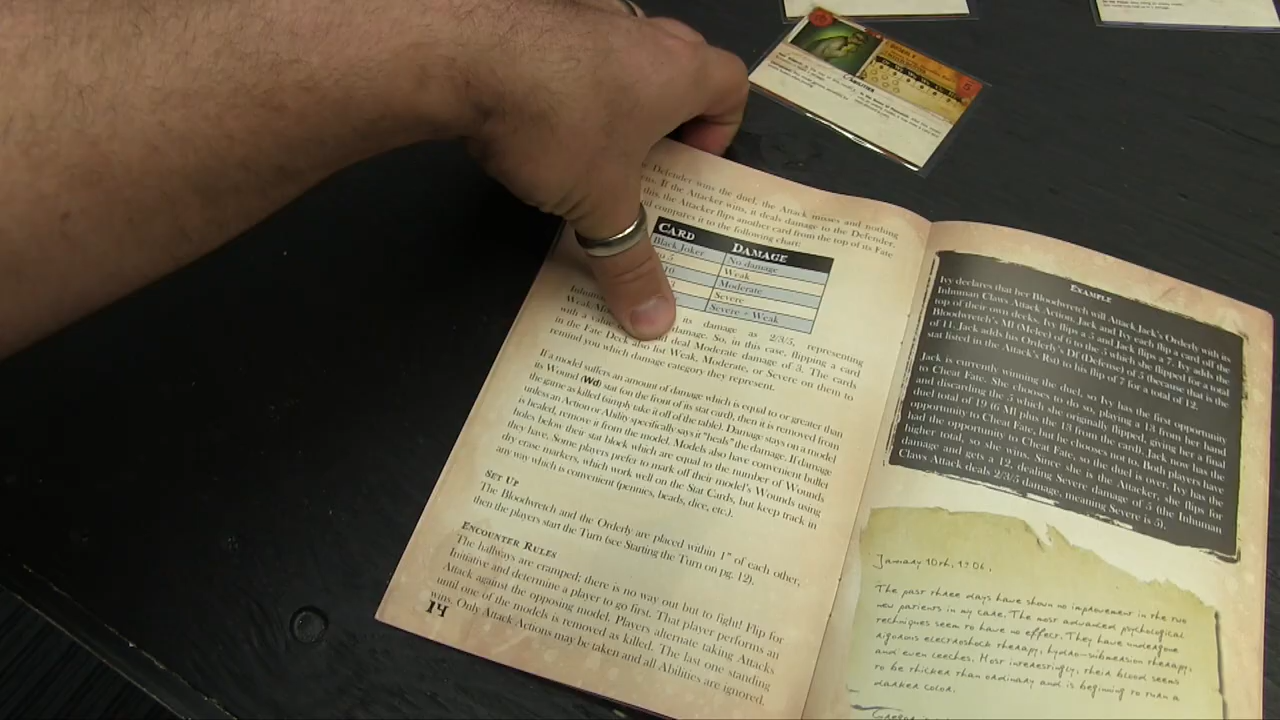 Defender wins the duel, the Attack misses and nothing
If the Attacker wins, it deals damage to the Defender.
this, the Attacker flips another card from the top of its Fate
compares it to the following chart:
CARD DAMAGE
Black Joker No damage
5 Weak
10 Moderate
Severe
Severe + Weak
its damage as 2/3/5, representing
Weak, damage. So, in this case, flipping a card
with a value deal Moderate damage of 3. The cards
in the Fate Deck also list Weak, Moderate, or Severe on them to
remind you which damage category they represent.
If a model suffers an amount of damage which is equal to or greater than
its Wound (Wd) stat (on the front of its stat card), then it is removed from
the game as killed (simply take it off of the table). Damage stays on a model
unless an Action or Ability specifically says it "heals" the damage. If damage
is healed, remove it from the model. Models also have convenient bullet
holes below their stat block which are equal to the number of Wounds
they have. Some players prefer to mark off their model's Wounds using
dry erase markers, which work well on the Stat Cards, but keep track in
any way which is convenient (pennies, beads, dice, etc.).
SET UP
The Bloodwretch and the Orderly are placed within 1" of each other,
then the players start the Turn (see Starting the Turn on pg. 12).
ENCOUNTER RULES
The hallways are cramped; there is no way out but to fight! Flip for
Initiative and determine a player to go first. That player performs an
Attack against the opposing model. Players alternate taking Attacks
until one of the models is removed as killed. The last one standing
wins. Only Attack Actions may be taken and all Abilities are ignored.
14
EXAMPLE
Ivy declares that her Bloodwretch will Attack Jack's Orderly with its
Inhuman Claws Attack Action. Jack and Ivy each flip a card off the
top of their own decks. Ivy flips a 5 and Jack flips a 7. Ivy adds the
Bloodwretch's Ml (Melee) of 6 to the 5 which she flipped for a total
of 11. Jack adds his Orderly's Df (Defense) of 5 (because that is the
stat listed in the Attack's Rst) to his flip of 7 for a total of 12.
Jack is currently winning the duel, so Ivy has the first opportunity
to Cheat Fate. She chooses to do so, playing a 13 from her hand
and discarding the 5 which she originally flipped, giving her a final
duel total of 19 (6 Ml plus the 13 from the card). Jack now has the
opportunity to Cheat Fate, but he chooses not to. Both players have
had the opportunity to Cheat Fate, so the duel is over. Ivy has the
higher total, so she wins. Since she is the Attacker, she flips for
damage and gets a 12, dealing Severe damage of 5 (the Inhuman
Claws Attack deals 2/3/5 damage, meaning Severe is 5).
January 10th, 1906,
The past three days have shown no improvement in the two
new patients in my care. The most advanced psychological
techniques seem to have no effect. They have undergone
rigorous electroshock therapy, hydro-submersion therapy,
and even leeches. Most interestingly, their blood seems
to be thicker than ordinary and is beginning to turn a
darker color.
ABILITIES
5